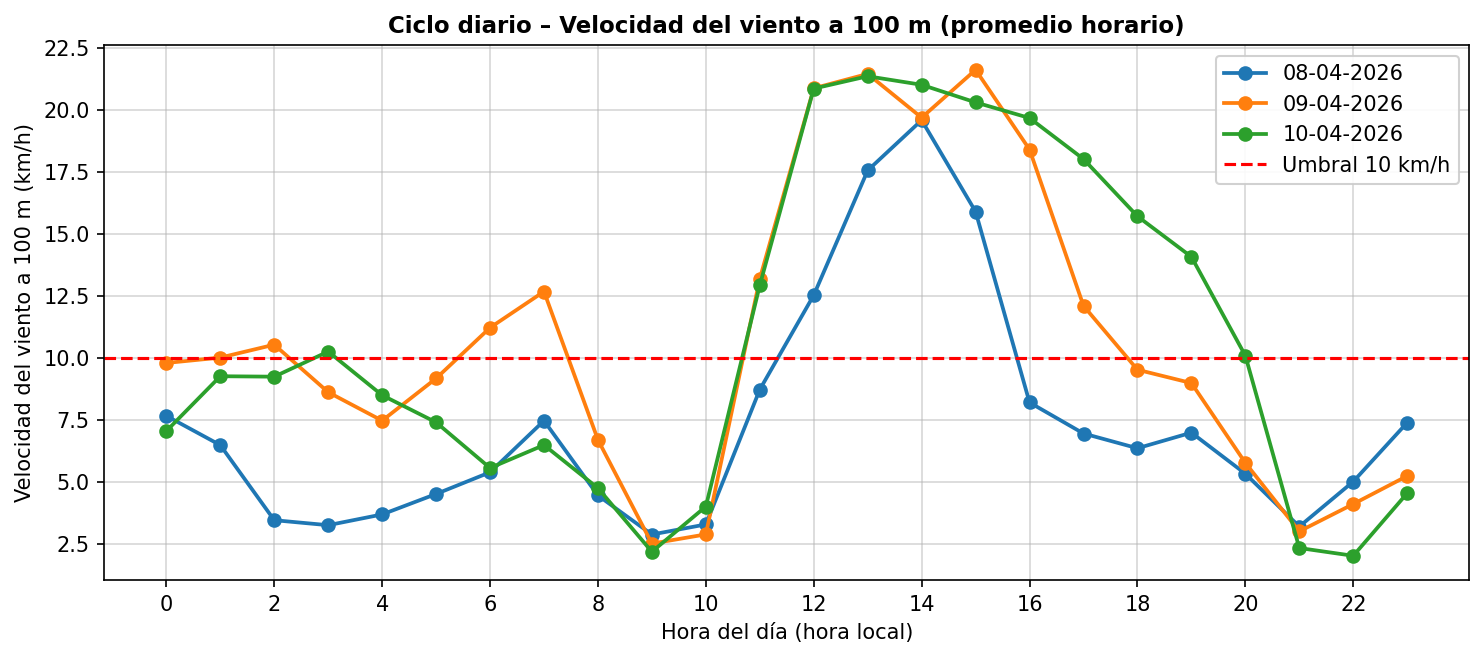 Ciclo diario – Velocidad del viento a 100 m (promedio horario)
Velocidad del viento a 100 m (km/h)
22.5
20.0
17.5
15.0
12.5
10.0
7.5
5.0
2.5
08-04-2026
09-04-2026
10-04-2026
Umbral 10 km/h
0 2 4 6 8 10 12 14 16 18 20 22
Hora del día (hora local)